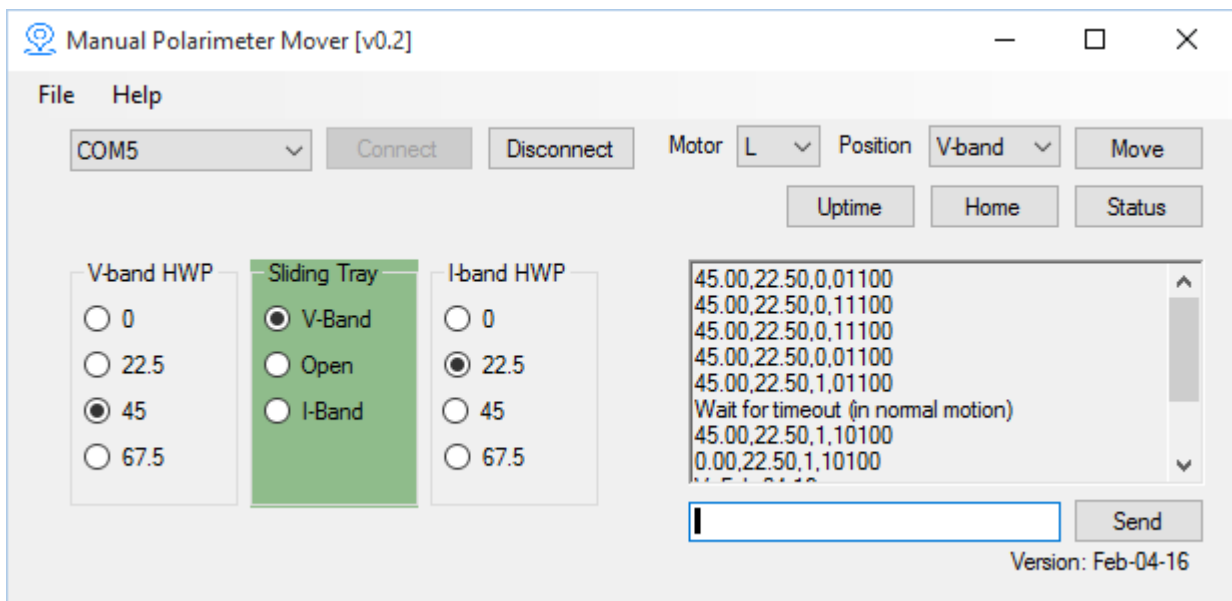 Manual Polarimeter Mover [v0.2]
File Help
COM5 Connect Disconnect Motor L Position V-band Move
Uptime Home Status
V-band HWP Sliding Tray I-band HWP
0 V-Band 0
22.5 Open 22.5
45 I-Band 45
67.5 67.5
45.00,22.50,0,01100
45.00,22.50,0,11100
45.00,22.50,0,11100
45.00,22.50,0,01100
45.00,22.50,1,01100
Wait for timeout (in normal motion)
45.00,22.50,1,10100
0.00,22.50,1,10100
Send
Version: Feb-04-16